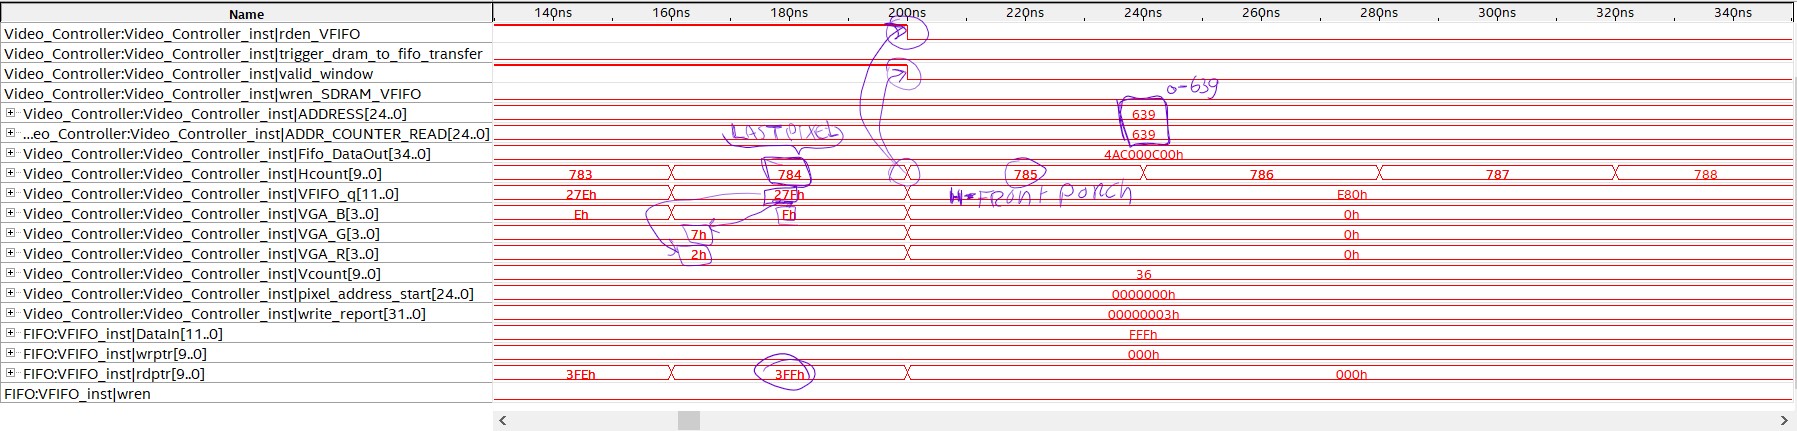 Name 140ns 160ns 180ns 200ns 220ns 240ns 260ns 280ns 300ns 320ns 340ns
Video_Controller:Video_Controller_inst|rden_VFIFO
Video_Controller:Video_Controller_inst|trigger_dram_to_fifo_transfer
Video_Controller:Video_Controller_inst|valid_window
0-639
Video_Controller:Video_Controller_inst|wren_SDRAM_VFIFO
Video_Controller:Video_Controller_inst|ADDRESS[24..0] 639
...eo_Controller:Video_Controller_inst|ADDR_COUNTER_READ[24..0] LAST PIXEL 639
Video_Controller:Video_Controller_inst|Fifo_DataOut[34..0] 4AC000C00h
Video_Controller:Video_Controller_inst|Hcount[9..0] 783 784 785 786 787 788
Video_Controller:Video_Controller_inst|VFIFO_q[11..0] 27Eh 27Fh H-FRONT PORCH E80h
Video_Controller:Video_Controller_inst|VGA_B[3..0] Eh Fh 0h
Video_Controller:Video_Controller_inst|VGA_G[3..0] 7h 0h
Video_Controller:Video_Controller_inst|VGA_R[3..0] 2h 0h
Video_Controller:Video_Controller_inst|Vcount[9..0] 36
Video_Controller:Video_Controller_inst|pixel_address_start[24..0] 0000000h
Video_Controller:Video_Controller_inst|write_report[31..0] 00000003h
FIFO:VFIFO_inst|DataIn[11..0] FFFh
FIFO:VFIFO_inst|wrptr[9..0] 000h
FIFO:VFIFO_inst|rdptr[9..0] 3FEh 3FFh 000h
FIFO:VFIFO_inst|wren